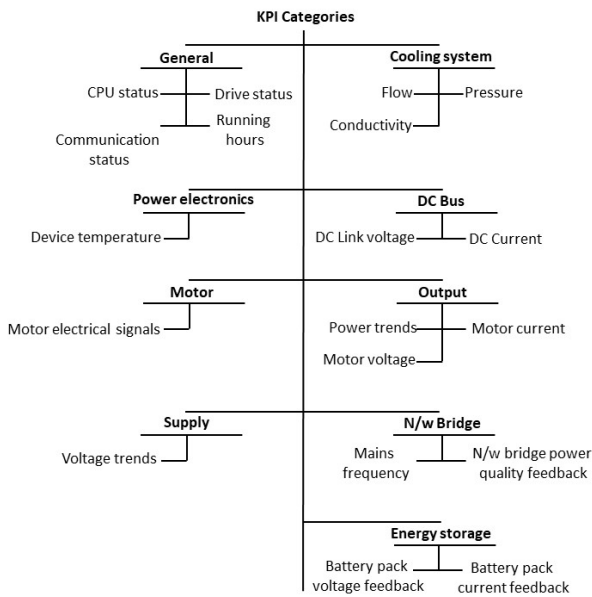 KPI Categories
General
CPU status
Drive status
Communication
status
Running
hours
Cooling system
Flow
Pressure
Conductivity
Power electronics
Device temperature
DC Bus
DC Link voltage
DC Current
Motor
Motor electrical signals
Output
Power trends
Motor current
Motor voltage
Supply
Voltage trends
N/w Bridge
Mains
frequency
N/w bridge power
quality feedback
Energy storage
Battery pack
voltage feedback
Battery pack
current feedback